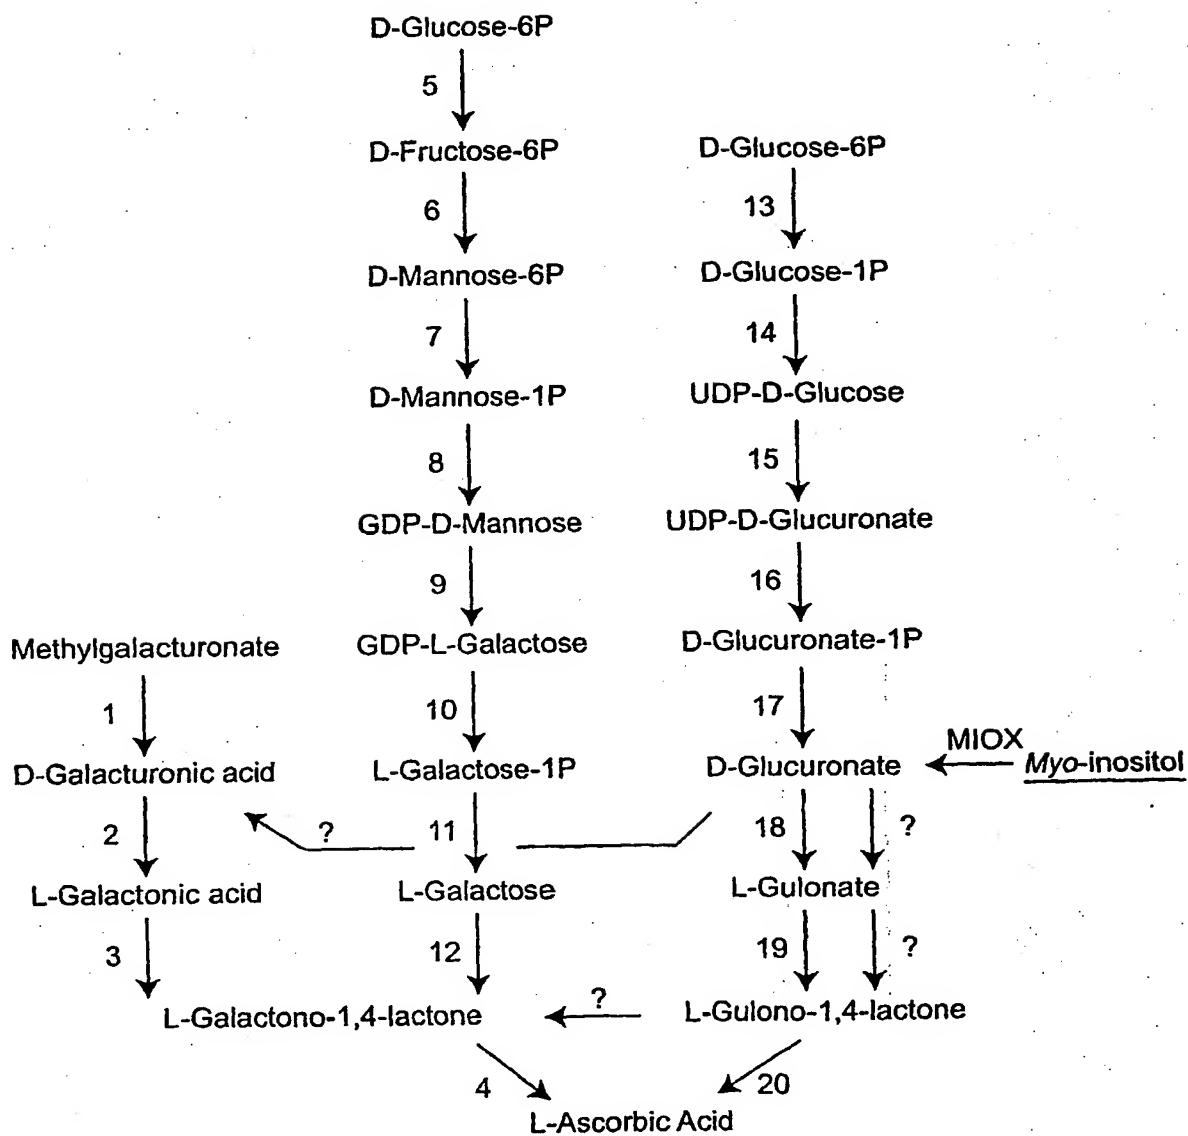 D-Glucose-6P
5
D-Fructose-6P
D-Glucose-6P
6
13
D-Mannose-6P
D-Glucose-1P
7
14
D-Mannose-1P
UDP-D-Glucose
8
15
GDP-D-Mannose
UDP-D-Glucuronate
9
16
Methylgalacturonate
GDP-L-Galactose
D-Glucuronate-1P
1
10
17
MIOX
D-Galacturonic acid
L-Galactose-1P
D-Glucuronate
Myo-inositol
2
?
11
18
?
L-Galactonic acid
L-Galactose
L-Gulonate
3
12
19
?
L-Galactono-1,4-lactone
?
L-Gulono-1,4-lactone
4
20
L-Ascorbic Acid